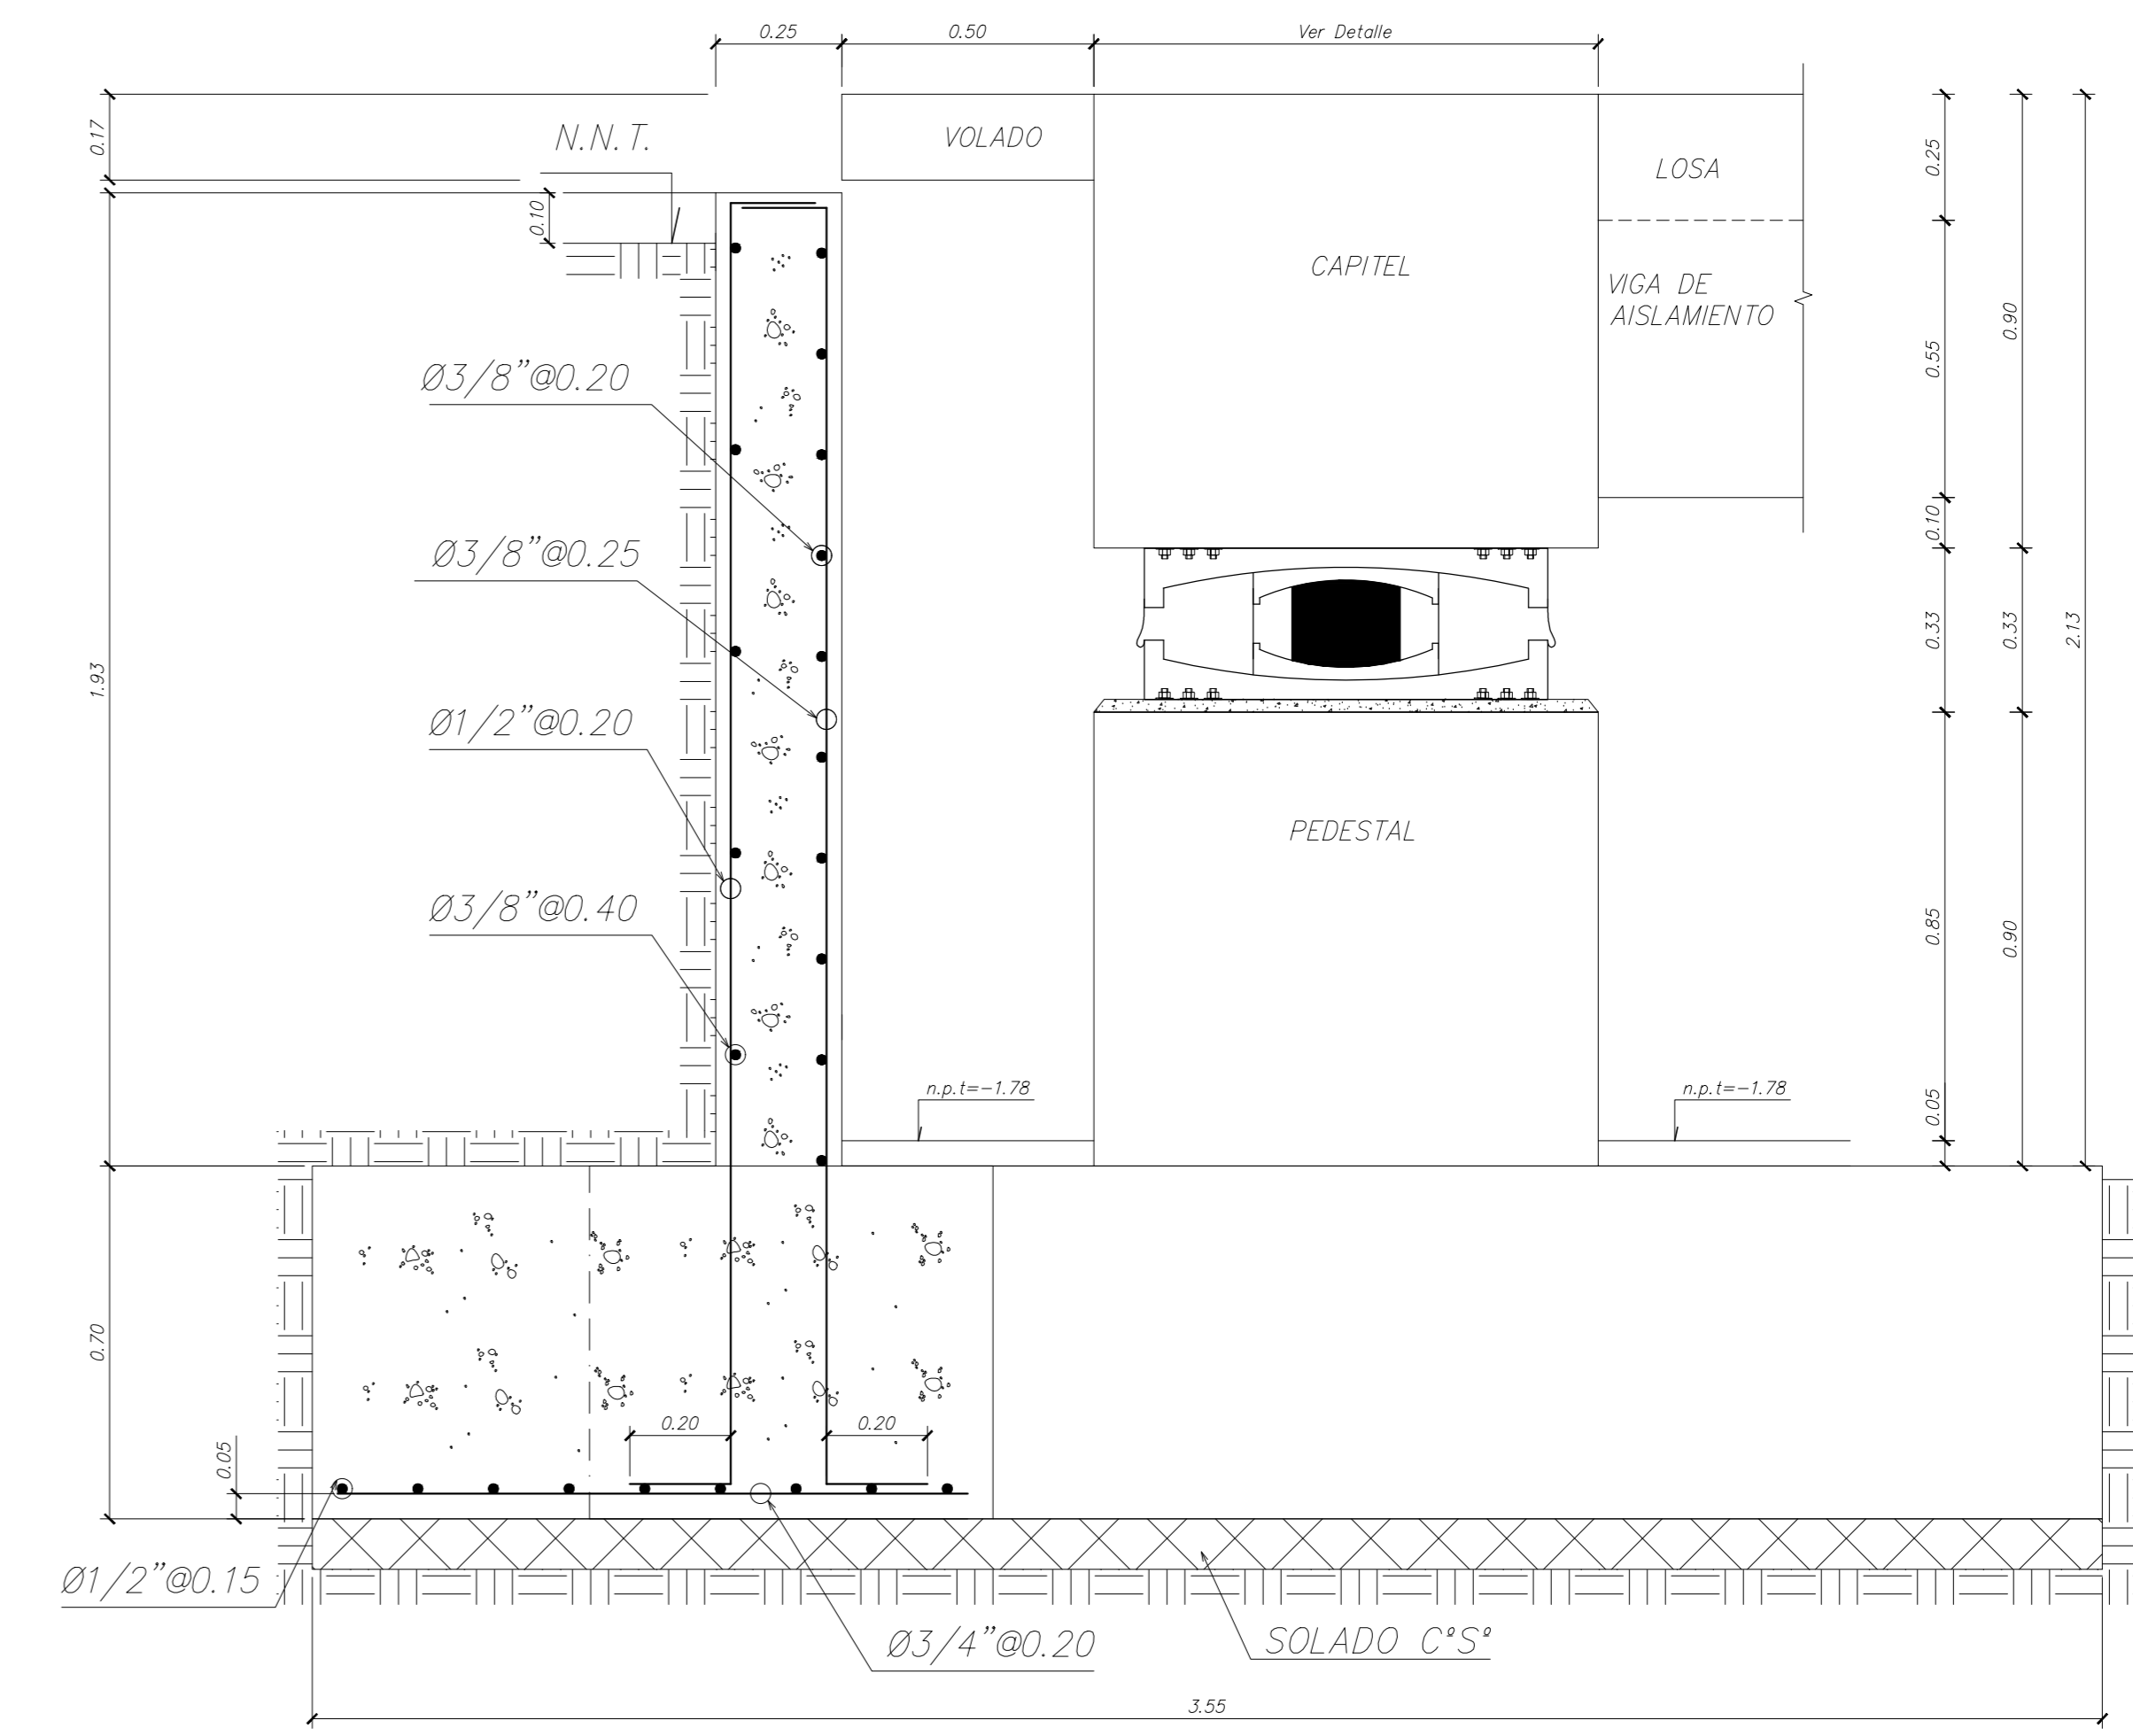 0.25
0.50
Ver Detalle
0.17
N.N.T.
VOLADO
LOSA
0.25
0.10
CAPITEL
VIGA DE
AISLAMIENTO
0.90
0.55
Ø3/8"@0.20
0.10
Ø3/8"@0.25
0.33
0.33
2.13
1.93
Ø1/2"@0.20
PEDESTAL
Ø3/8"@0.40
0.85
0.90
n.p.t=-1.78
n.p.t=-1.78
0.05
0.70
0.20
0.20
0.05
Ø1/2"@0.15
Ø3/4"@0.20
SOLADO C°S°
3.55